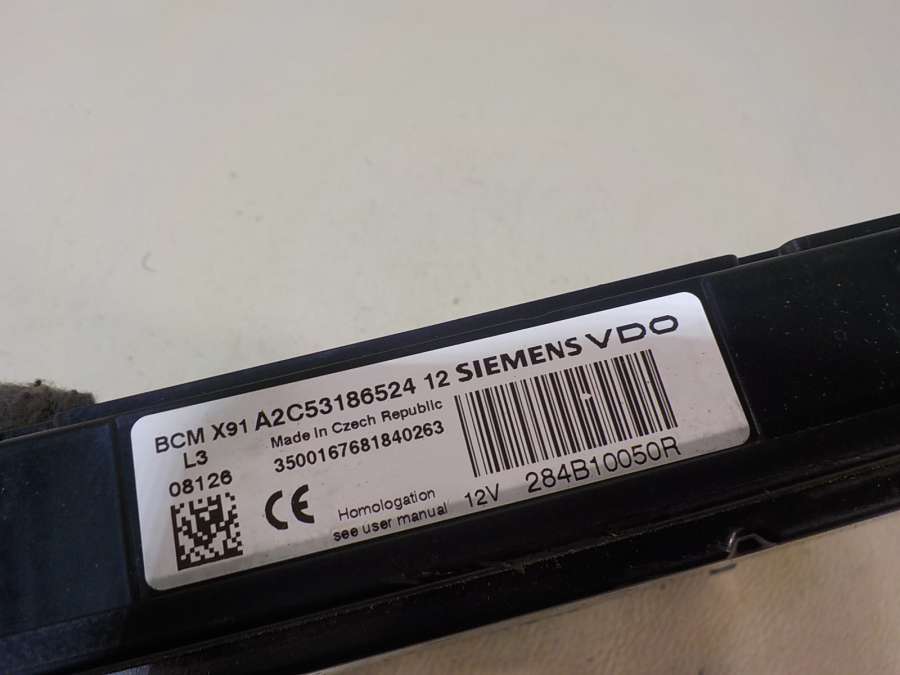 BCM X91 A2C53186524 12 SIEMENS VDO
L3 Made in Czech Republic
08126 3500167681840263
CE Homologation
see user manual 12V 284B10050R